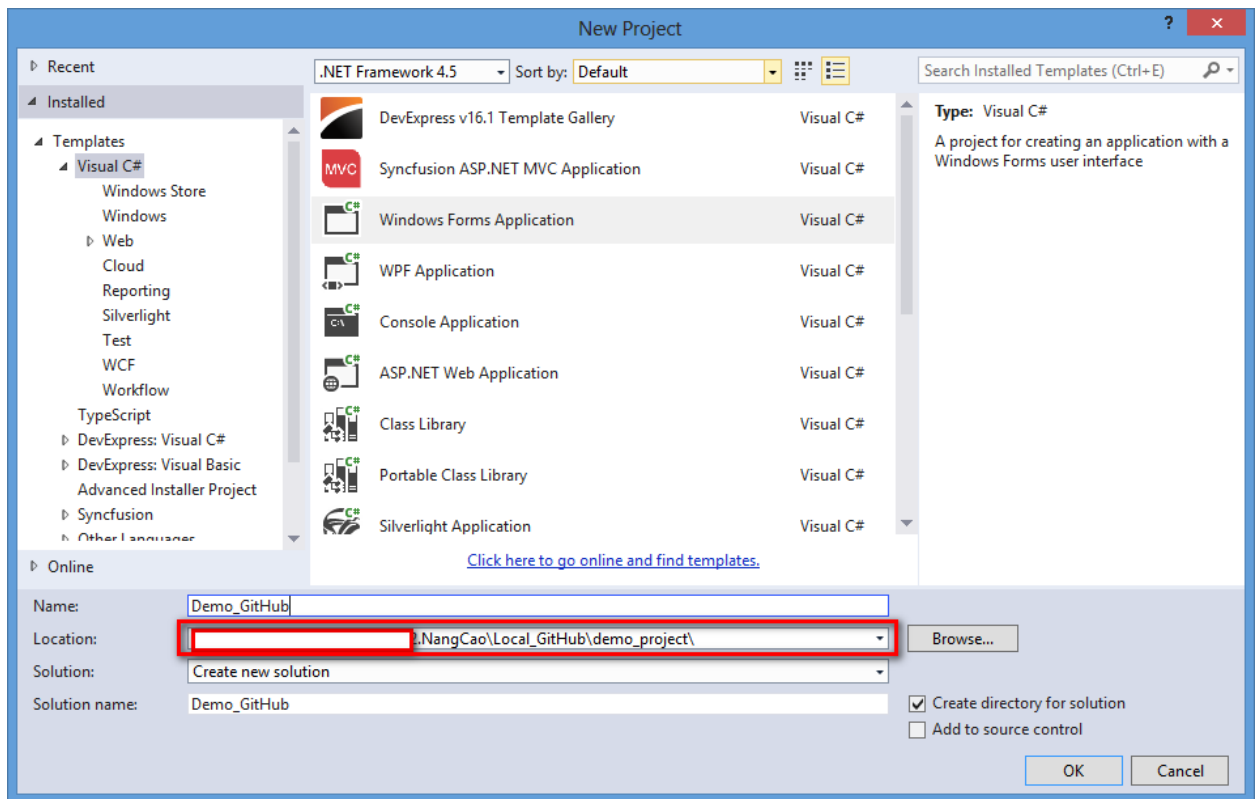 New Project
?
Recent
.NET Framework 4.5
Sort by: Default
Search Installed Templates (Ctrl+E)
Installed
Templates
Visual C#
Windows Store
Windows
Web
Cloud
Reporting
Silverlight
Test
WCF
Workflow
TypeScript
DevExpress: Visual C#
DevExpress: Visual Basic
Advanced Installer Project
Syncfusion
Other Languages
Online
DevExpress v16.1 Template Gallery Visual C#
MVC Syncfusion ASP.NET MVC Application Visual C#
C# Windows Forms Application Visual C#
C# WPF Application Visual C#
C# C:\ Console Application Visual C#
C# ASP.NET Web Application Visual C#
C# Class Library Visual C#
C# Portable Class Library Visual C#
C# Silverlight Application Visual C#
Click here to go online and find templates.
Type: Visual C#
A project for creating an application with a
Windows Forms user interface
Name: Demo_GitHub
Location: 2.NangCao\Local_GitHub\demo_project\ Browse...
Solution: Create new solution
Solution name: Demo_GitHub
Create directory for solution
Add to source control
OK Cancel